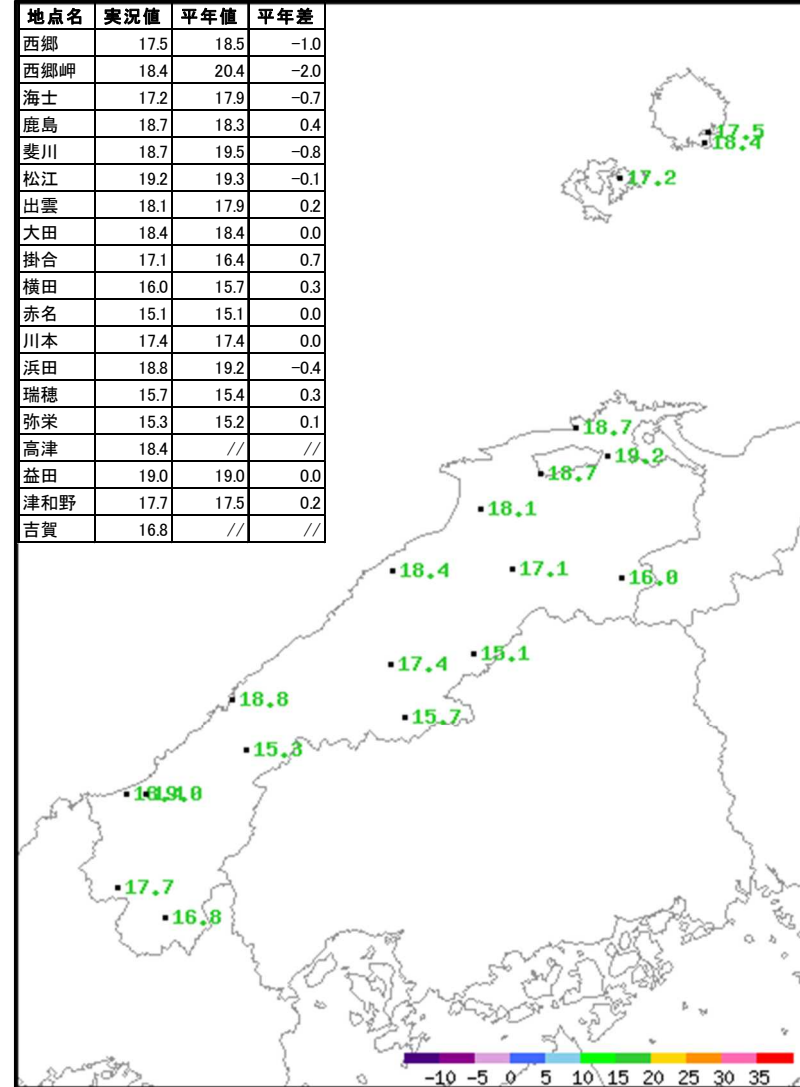 地点名 実況値 平年値 平年差
西郷 17.5 18.5 −1.0
西郷岬 18.4 20.4 −2.0
海士 17.2 17.9 −0.7
鹿島 18.7 18.3 0.4
斐川 18.7 19.5 −0.8
松江 19.2 19.3 −0.1
出雲 18.1 17.9 0.2
大田 18.4 18.4 0.0
掛合 17.1 16.4 0.7
横田 16.0 15.7 0.3
赤名 15.1 15.1 0.0
川本 17.4 17.4 0.0
浜田 18.8 19.2 −0.4
瑞穂 15.7 15.4 0.3
弥栄 15.3 15.2 0.1
高津 18.4 // //
益田 19.0 19.0 0.0
津和野 17.7 17.5 0.2
吉賀 16.8 // //
17.5
18.4
17.2
18.7
19.2
18.7
18.1
18.4
17.1
16.0
15.1
17.4
18.8
15.7
15.3
18.4
19.0
17.7
16.8
-10 -5 0 5 10 15 20 25 30 35